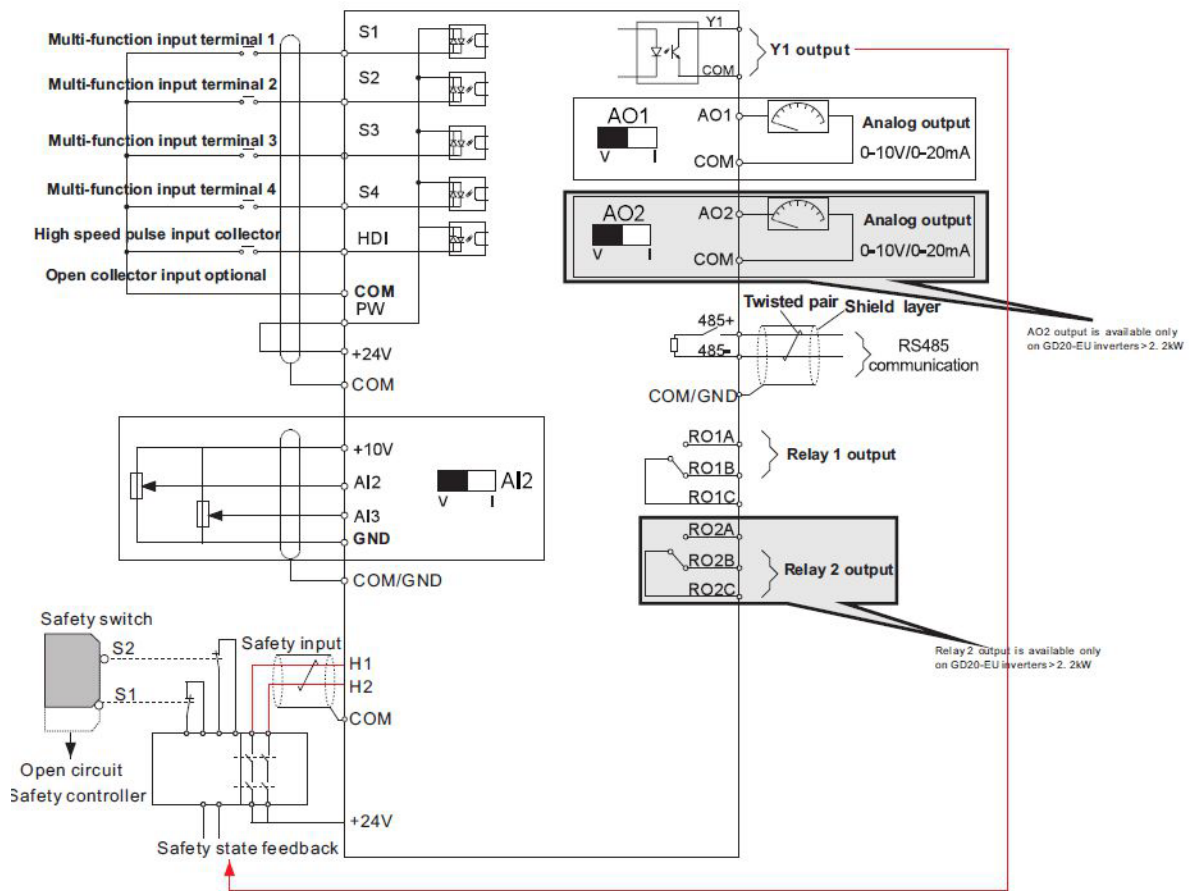 Multi-function input terminal 1
Multi-function input terminal 2
Multi-function input terminal 3
Multi-function input terminal 4
High speed pulse input collector
Open collector input optional
S1
S2
S3
S4
HDI
COM
PW
+24V
COM
+10V
AI2
AI3
GND
COM/GND
AI2
V I
Safety switch
S2
S1
Open circuit
Safety controller
Safety input
H1
H2
COM
+24V
Safety state feedback
Y1
COM
Y1 output
AO1
V I
AO1
COM
Analog output
0-10V/0-20mA
AO2
V I
AO2
COM
Analog output
0-10V/0-20mA
AO2 output is available only
on GD20-EU inverters>2. 2kW
Twisted pair
Shield layer
485+
485-
COM/GND
RS485
communication
RO1A
RO1B
RO1C
Relay 1 output
RO2A
RO2B
RO2C
Relay 2 output
Relay 2 output is available only
on GD20-EU inverters>2. 2kW